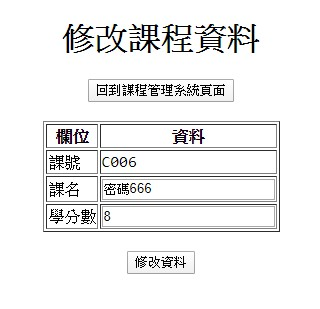 修改課程資料
回到課程管理系統頁面
欄位 資料
課號 C006
課名 密碼666
學分數 8
修改資料